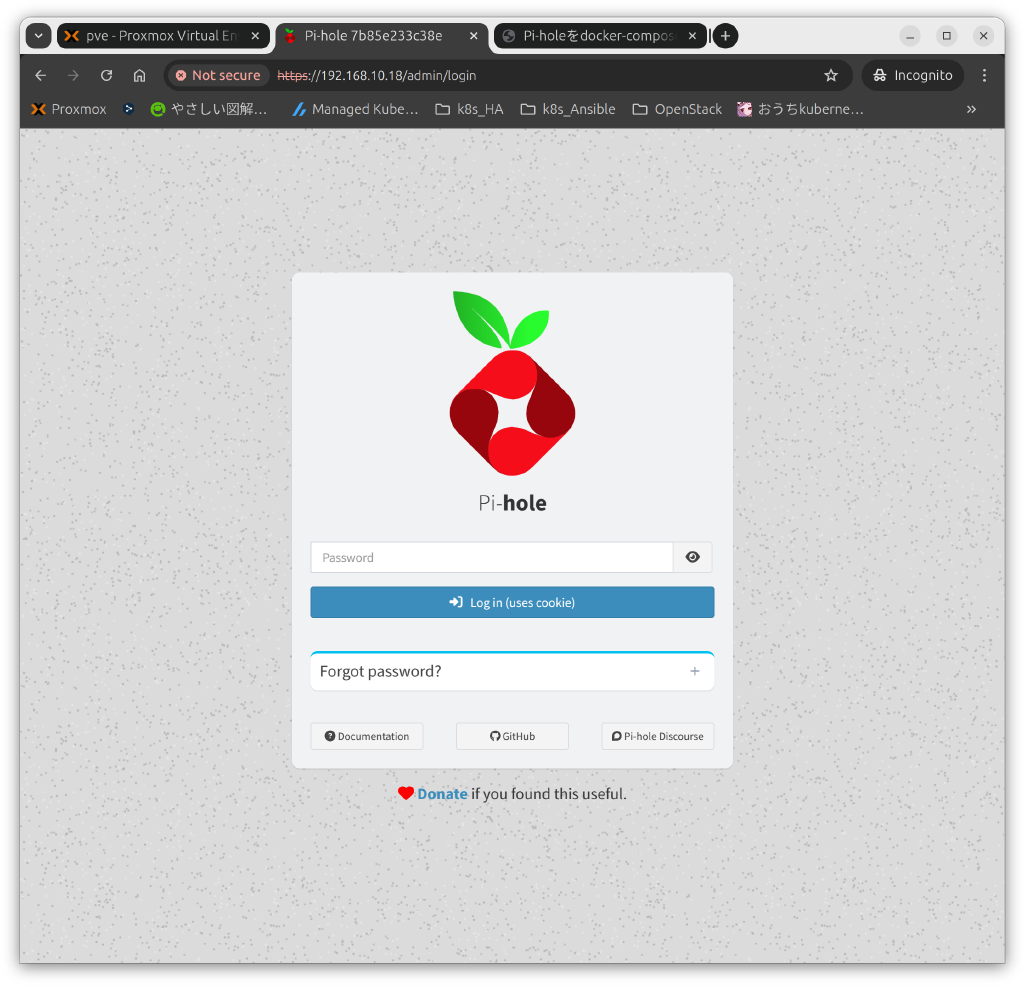 pve - Proxmox Virtual En
Pi-hole 7b85e233c38e
Pi-holeをdocker-compos
Not secure
https://192.168.10.18/admin/login
Incognito
Proxmox
やさしい図解...
Managed Kube...
k8s_HA
k8s_Ansible
OpenStack
おうちkuberne...
Pi-hole
Password
Log in (uses cookie)
Forgot password?
Documentation
GitHub
Pi-hole Discourse
Donate if you found this useful.